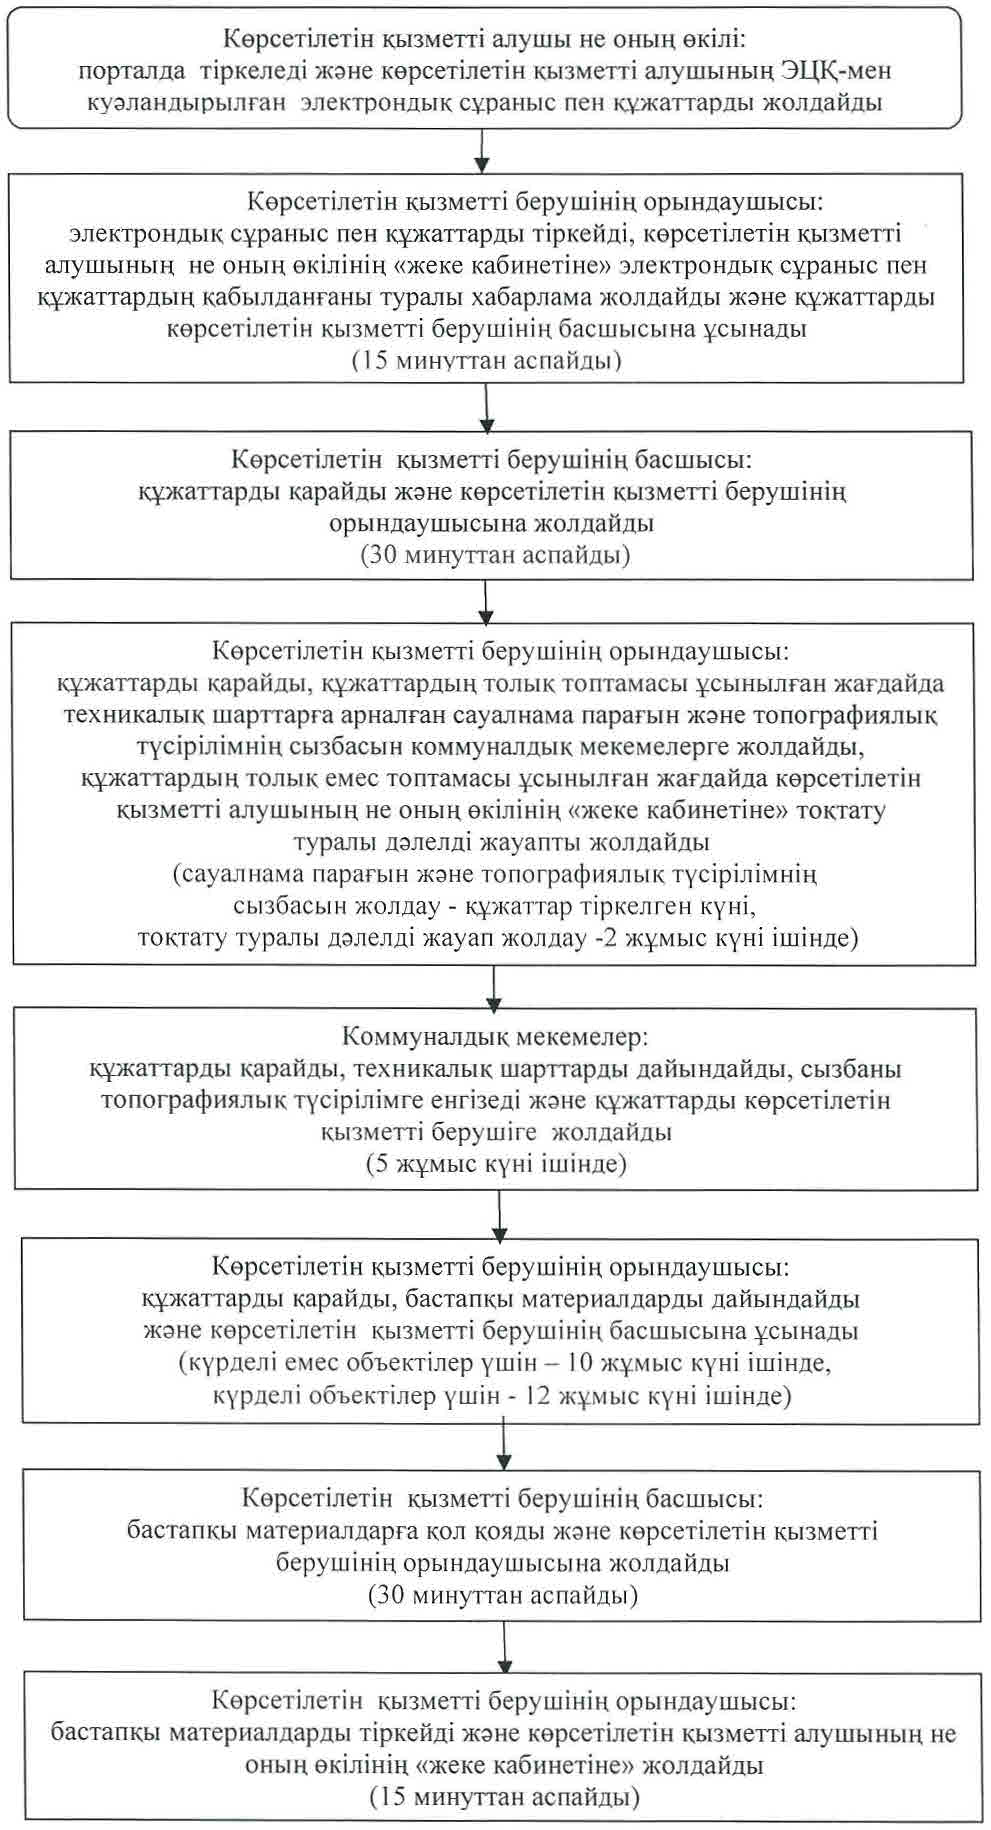 Көрсетілетін қызметті алушы не оның өкілі:
порталда тіркеледі және көрсетілетін қызметті алушының ЭЦҚ-мен
куәландырылған электрондық сұраныс пен құжаттарды жолдайды
Көрсетілетін қызметті берушінің орындаушысы:
электрондық сұраныс пен құжаттарды тіркейді, көрсетілетін қызметті
алушының не оның өкілінің «жеке кабинетіне» электрондық сұраныс пен
құжаттардың қабылданғаны туралы хабарлама жолдайды және құжаттарды
көрсетілетін қызметті берушінің басшысына ұсынады
(15 минуттан аспайды)
Көрсетілетін қызметті берушінің басшысы:
құжаттарды қарайды және көрсетілетін қызметті берушінің
орындаушысына жолдайды
(30 минуттан аспайды)
Көрсетілетін қызметті берушінің орындаушысы:
құжаттарды қарайды, құжаттардың толық топтамасы ұсынылған жағдайда
техникалық шарттарға арналған сауалнама парағын және топографиялық
түсірілімнің сызбасын коммуналдық мекемелерге жолдайды,
құжаттардың толық емес топтамасы ұсынылған жағдайда көрсетілетін
қызметті алушының не оның өкілінің «жеке кабинетіне» тоқтату
туралы дәлелді жауапты жолдайды
(сауалнама парағын және топографиялық түсірілімнің
сызбасын жолдау - құжаттар тіркелген күні,
тоқтату туралы дәлелді жауап жолдау -2 жұмыс күні ішінде)
Коммуналдық мекемелер:
құжаттарды қарайды, техникалық шарттарды дайындайды, сызбаны
топографиялық түсірілімге енгізеді және құжаттарды көрсетілетін
қызметті берушіге жолдайды
(5 жұмыс күні ішінде)
Көрсетілетін қызметті берушінің орындаушысы:
құжаттарды қарайды, бастапқы материалдарды дайындайды
және көрсетілетін қызметті берушінің басшысына ұсынады
(күрделі емес объектілер үшін – 10 жұмыс күні ішінде,
күрделі объектілер үшін - 12 жұмыс күні ішінде)
Көрсетілетін қызметті берушінің басшысы:
бастапқы материалдарға қол қояды және көрсетілетін қызметті
берушінің орындаушысына жолдайды
(30 минуттан аспайды)
Көрсетілетін қызметті берушінің орындаушысы:
бастапқы материалдарды тіркейді және көрсетілетін қызметті алушының не
оның өкілінің «жеке кабинетіне» жолдайды
(15 минуттан аспайды)